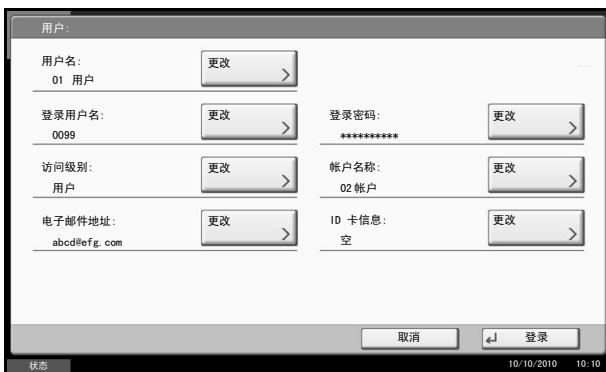 用户:
用户名:
01 用户
更改
登录用户名:
0099
更改
登录密码:
**********
更改
访问级别:
用户
更改
帐户名称:
02 帐户
更改
电子邮件地址:
abcd@efg.com
更改
ID 卡信息:
空
更改
取消
登录
状态
10/10/2010 10:10